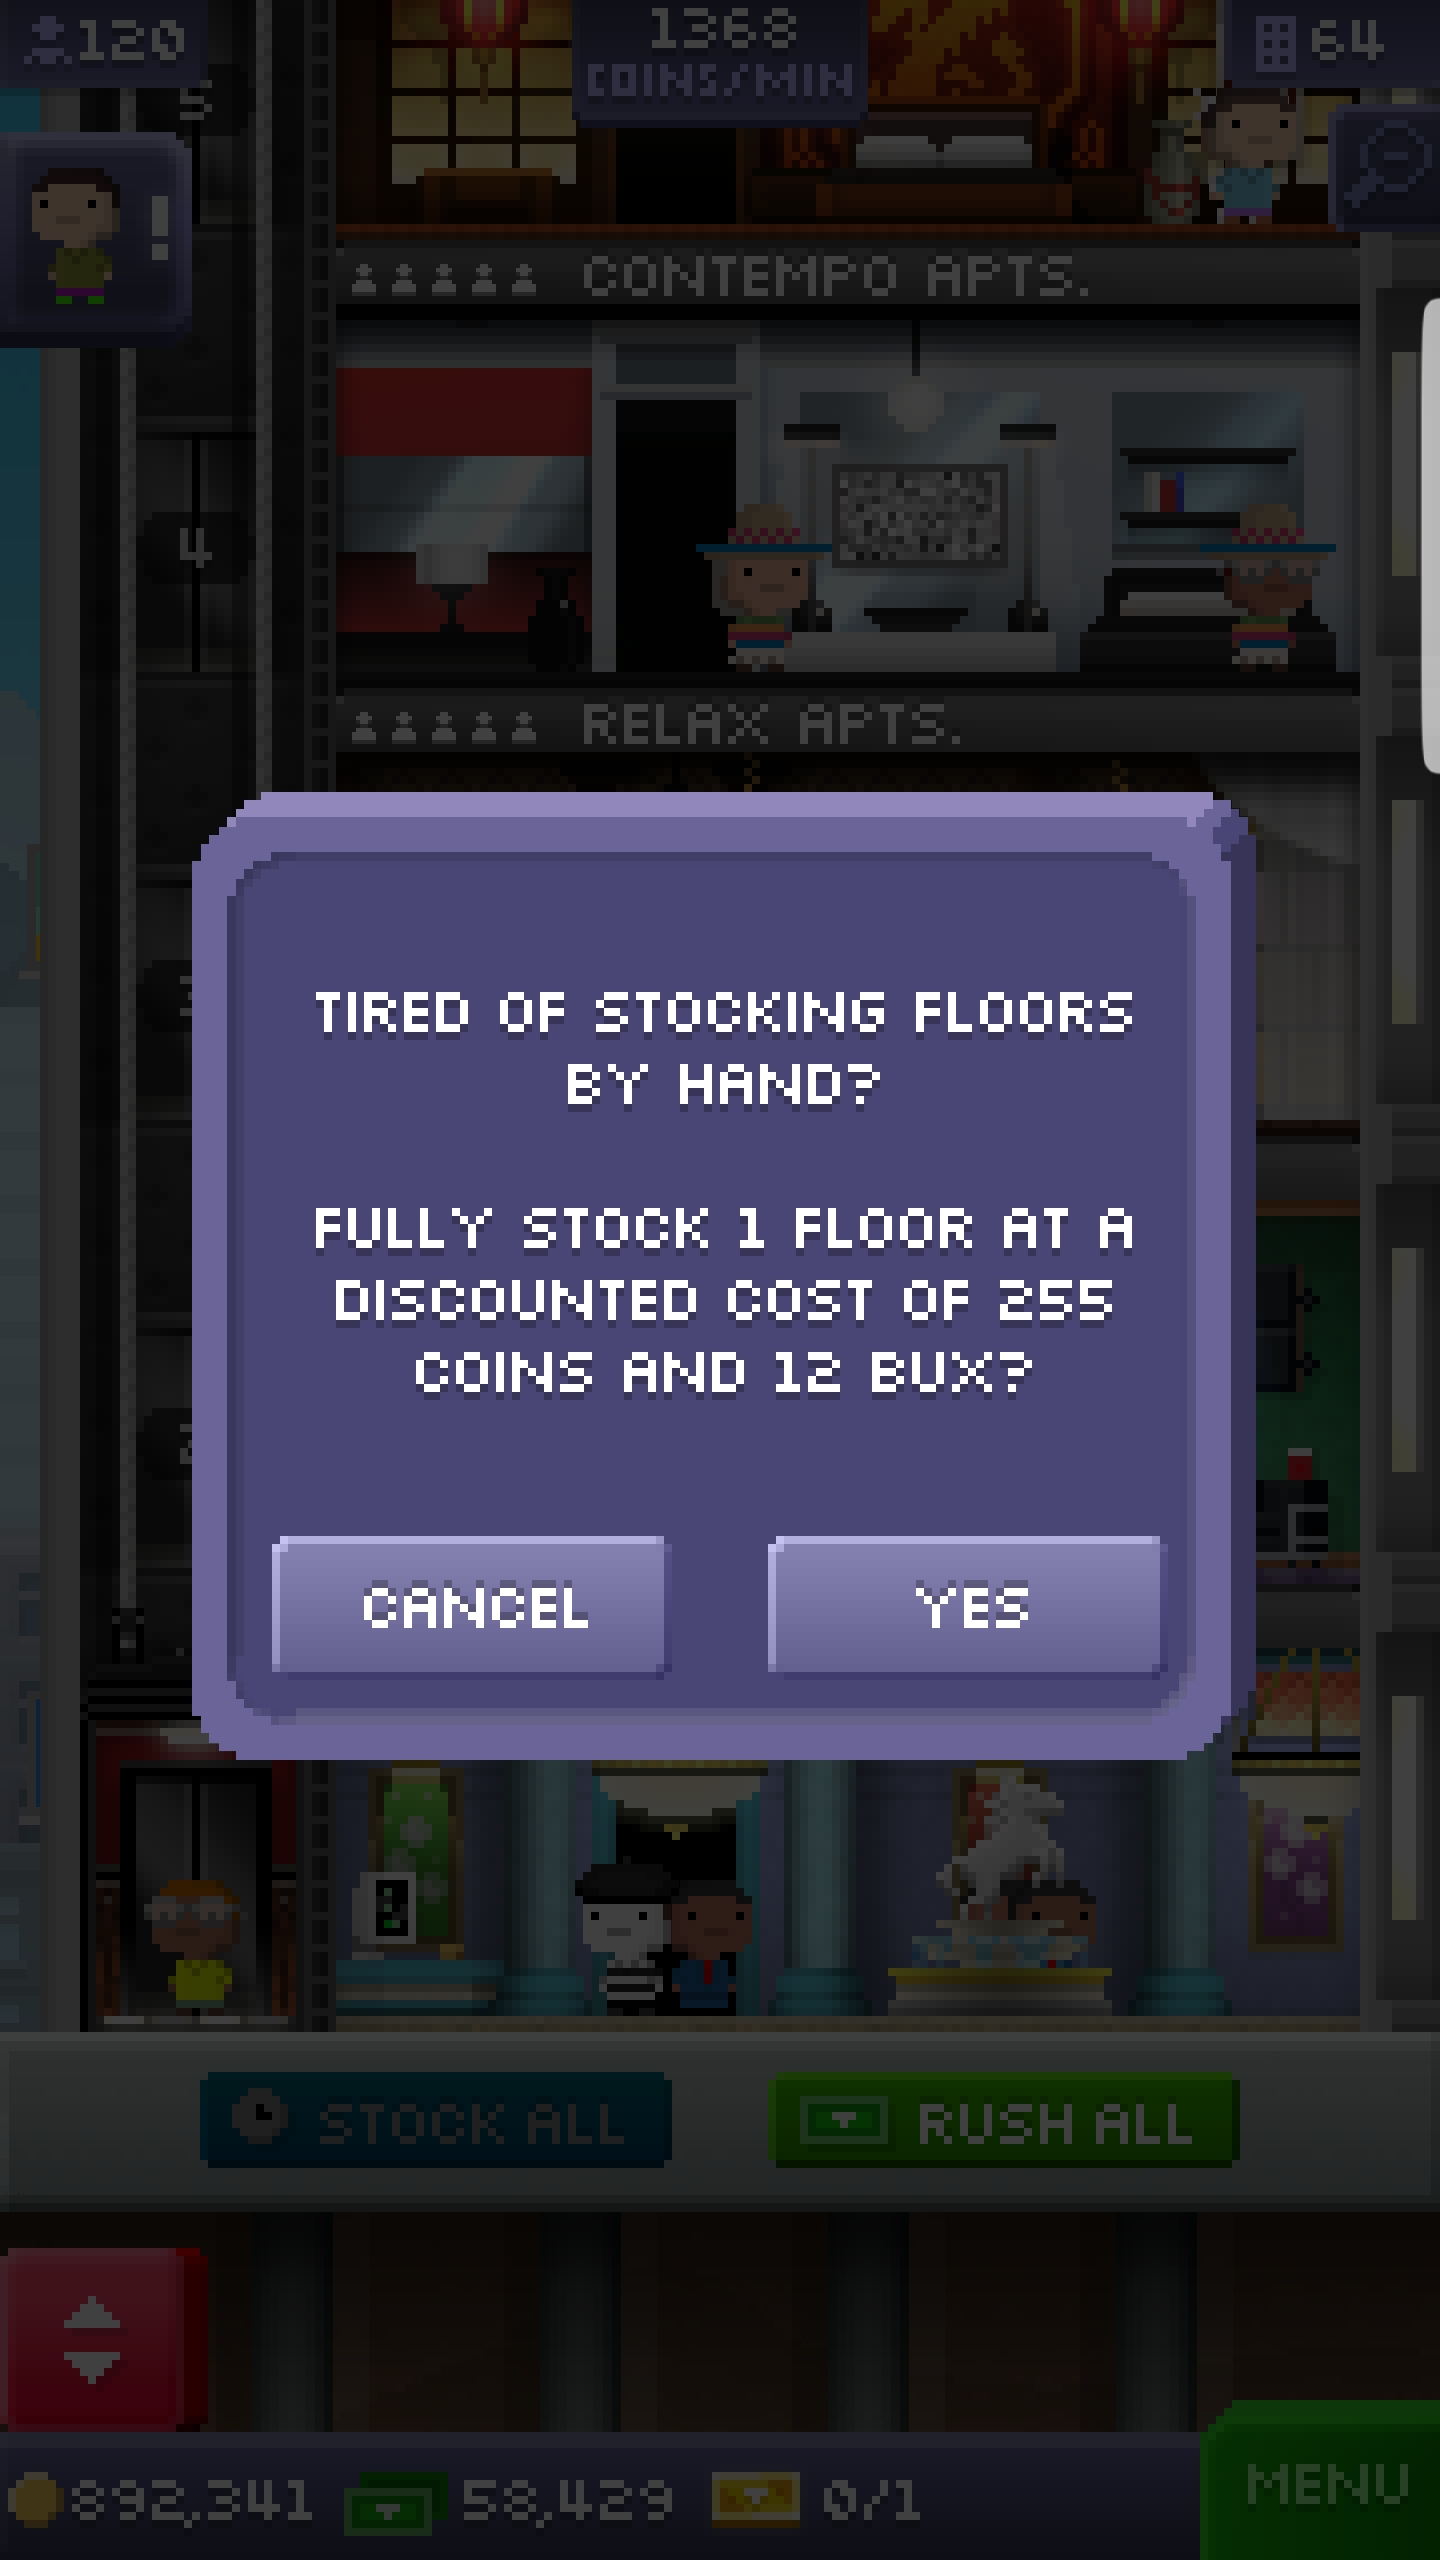 120
1368
COINS/MIN
64
5
!
CONTEMPO APTS.
4
RELAX APTS.
TIRED OF STOCKING FLOORS
BY HAND?
FULLY STOCK 1 FLOOR AT A
DISCOUNTED COST OF 255
COINS AND 12 BUX?
CANCEL
YES
STOCK ALL
RUSH ALL
892,341
58,429
0/1
MENU